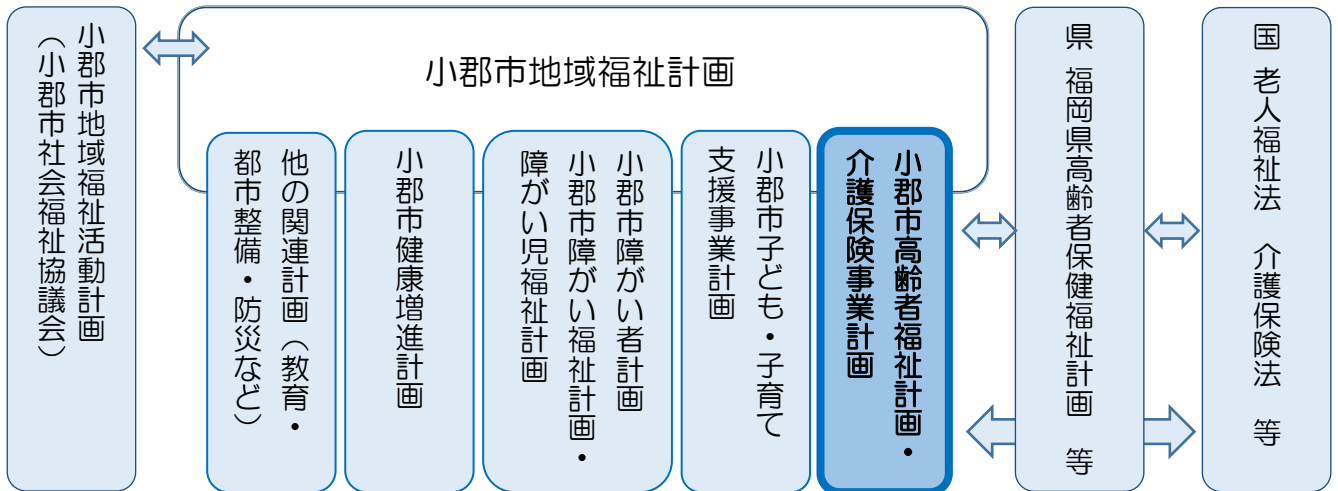 小郡市地域福祉計画
国 老人福祉法 介護保険法 等
県 福岡県高齢者保健福祉計画 等
小郡市高齢者福祉計画・
介護保険事業計画
小郡市子ども・子育て
支援事業計画
小郡市障がい者計画
小郡市障がい福祉計画・
障がい児福祉計画
小郡市健康増進計画
他の関連計画（教育・
都市整備・防災など）
小郡市地域福祉活動計画
（小郡市社会福祉協議会）